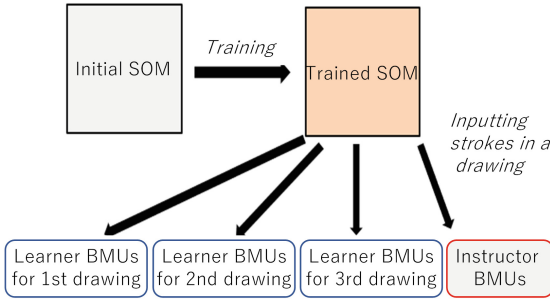 Initial SOM
Training
Trained SOM
Inputting
strokes in a
drawing
Learner BMUs
for 1st drawing
Learner BMUs
for 2nd drawing
Learner BMUs
for 3rd drawing
Instructor
BMUs